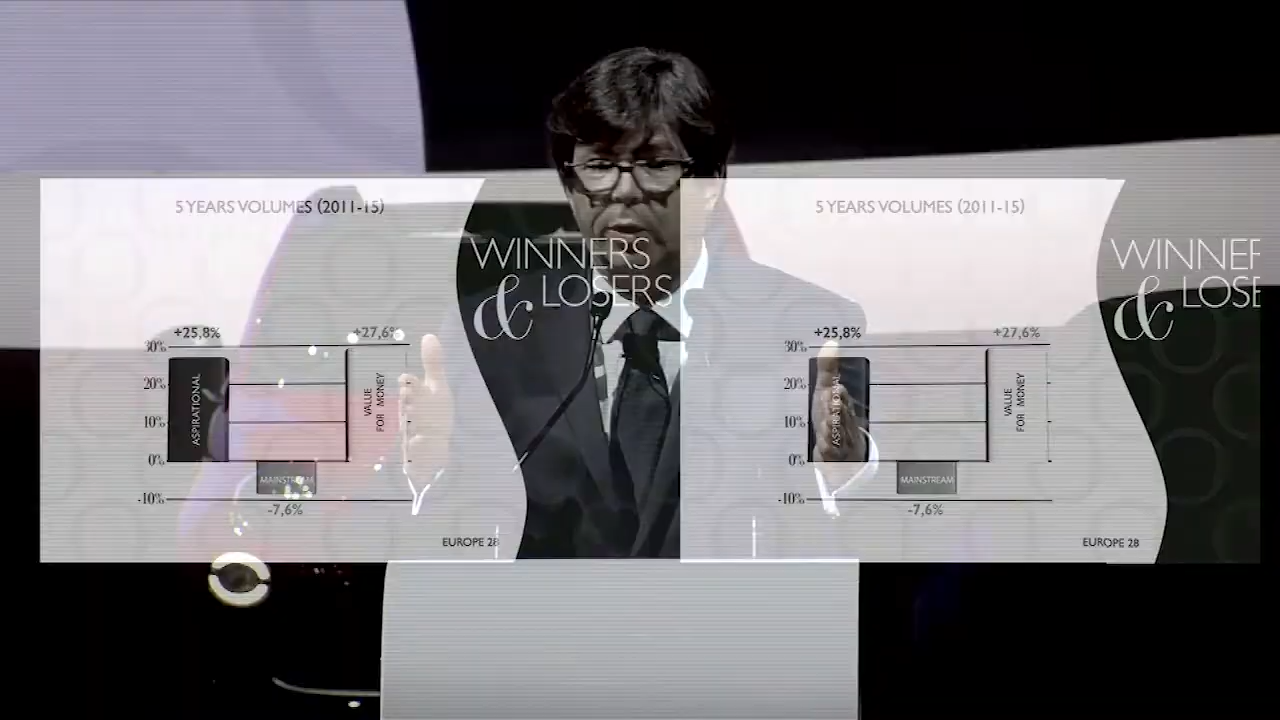 5 YEARS VOLUMES (2011-15)
WINNERS
& LOSERS
+25,8%
+27,6%
30%
20%
10%
0%
-10%
ASPIRATIONAL
VALUE
FOR MONEY
MAINSTREAM
-7,6%
EUROPE 28
5 YEARS VOLUMES (2011-15)
WINNER
& LOSE
+25,8%
+27,6%
30%
20%
10%
0%
-10%
ASPIRATIONAL
VALUE
FOR MONEY
MAINSTREAM
-7,6%
EUROPE 28